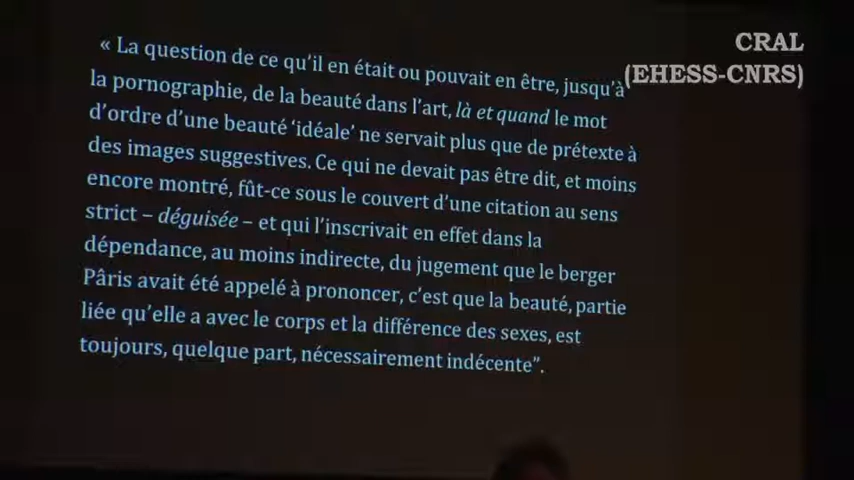 « La question de ce qu'il en était ou pouvait en être, jusqu'à
la pornographie, de la beauté dans l'art, là et quand le mot
d'ordre d'une beauté 'idéale' ne servait plus que de prétexte à
des images suggestives. Ce qui ne devait pas être dit, et moins
encore montré, fût-ce sous le couvert d'une citation au sens
strict – déguisée – et qui l'inscrivait en effet dans la
dépendance, au moins indirecte, du jugement que le berger
Pâris avait été appelé à prononcer, c'est que la beauté, partie
liée qu'elle a avec le corps et la différence des sexes, est
toujours, quelque part, nécessairement indécente”.
CRAL
(EHESS-CNRS)